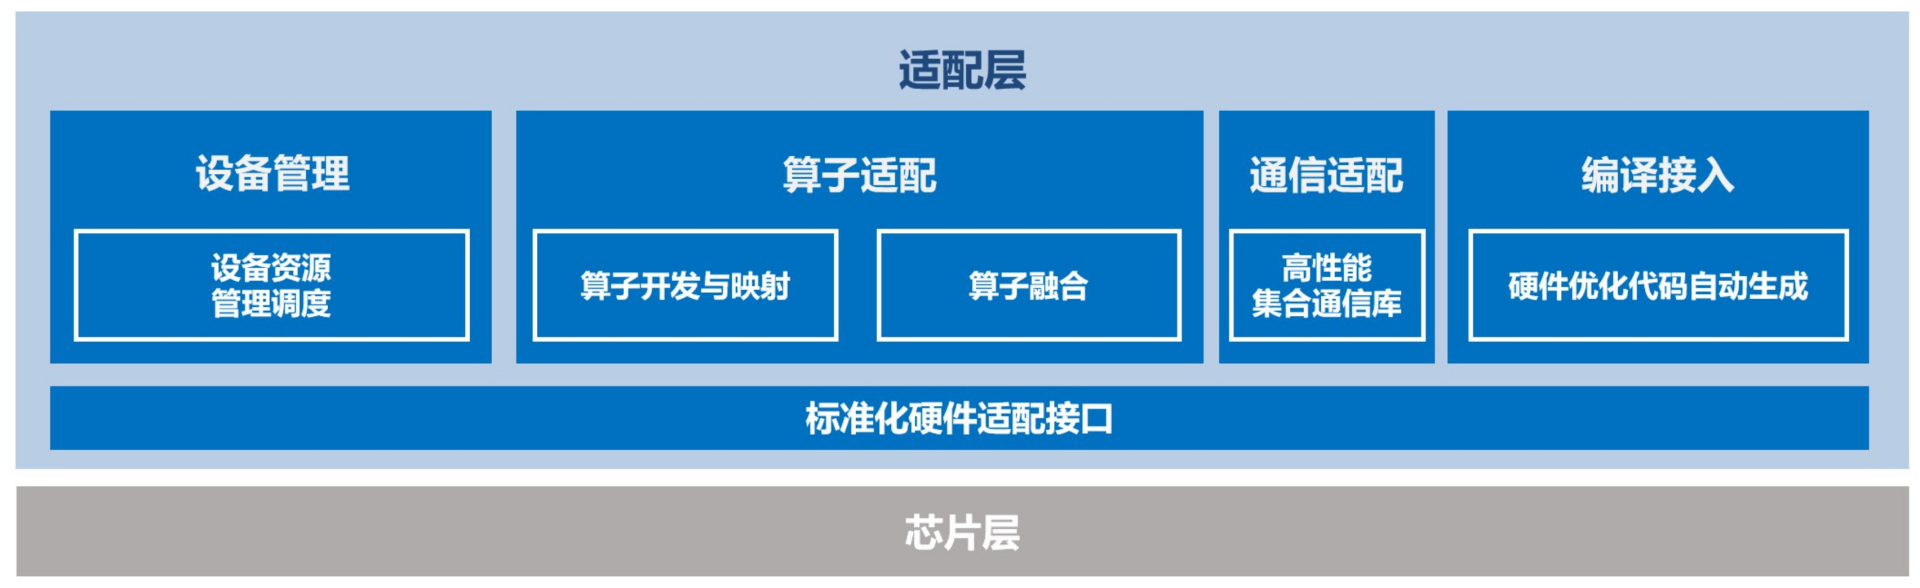 适配层
设备管理
设备资源
管理调度
算子适配
算子开发与映射
算子融合
通信适配
高性能
集合通信库
编译接入
硬件优化代码自动生成
标准化硬件适配接口
芯片层